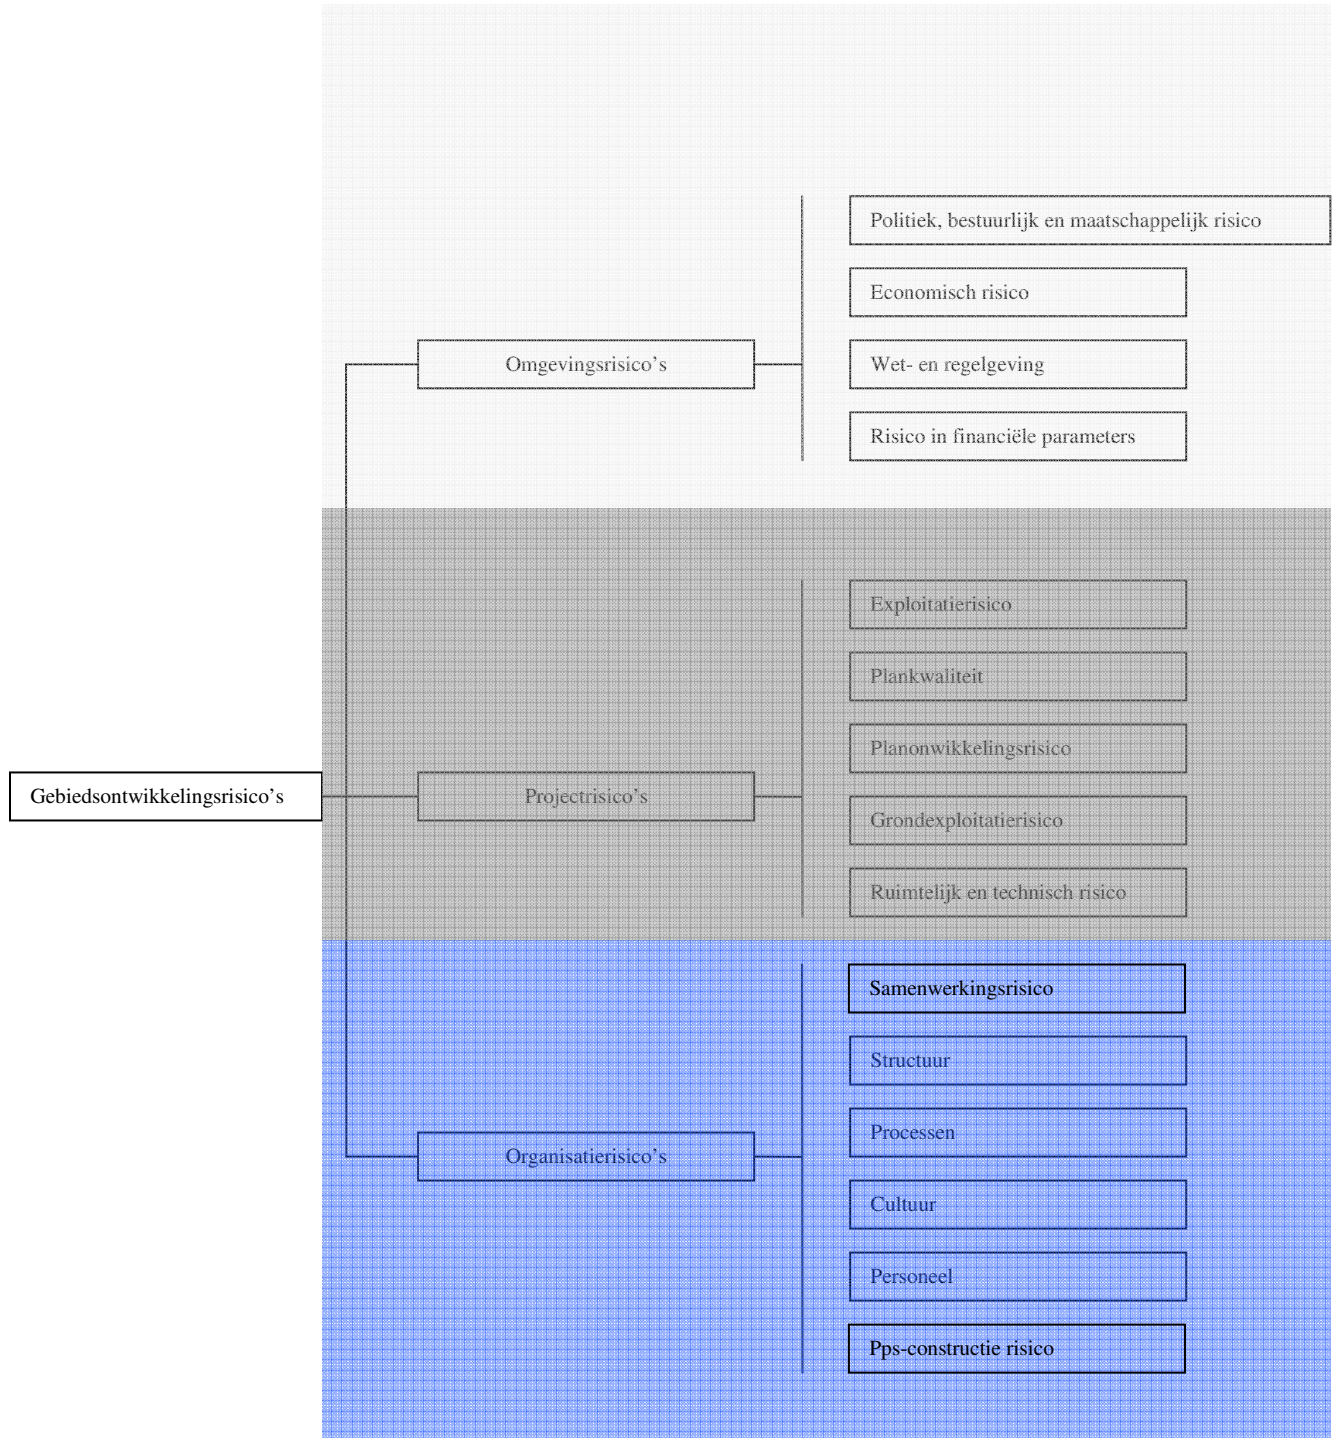 Politiek, bestuurlijk en maatschappelijk risico
Economisch risico
Omgevingsrisico’s
Wet- en regelgeving
Risico in financiële parameters
Exploitatierisico
Plankwaliteit
Planonwikkelingsrisico
Gebiedsontwikkelingsrisico’s
Projectrisico’s
Grondexploitatierisico
Ruimtelijk en technisch risico
Samenwerkingsrisico
Structuur
Processen
Organisatierisico’s
Cultuur
Personeel
Pps-constructie risico